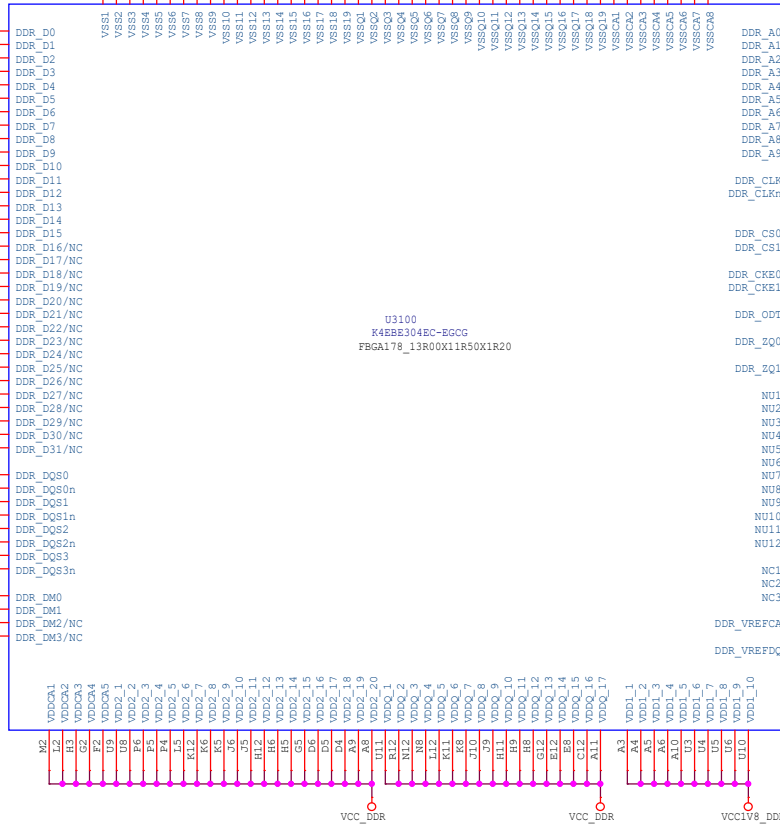 VSS1
VSS2
VSS3
VSS4
VSS5
VSS6
VSS7
VSS8
VSS9
VSS10
VSS11
VSS12
VSS13
VSS14
VSS15
VSS16
VSS17
VSS18
VSS19
VSSQ1
VSSQ2
VSSQ3
VSSQ4
VSSQ5
VSSQ6
VSSQ7
VSSQ8
VSSQ9
VSSQ10
VSSQ11
VSSQ12
VSSQ13
VSSQ14
VSSQ15
VSSQ16
VSSQ17
VSSQ18
VSSQ19
VSSCA1
VSSCA2
VSSCA3
VSSCA4
VSSCA5
VSSCA6
VSSCA7
VSSCA8
DDR_D0
DDR_D1
DDR_D2
DDR_D3
DDR_D4
DDR_D5
DDR_D6
DDR_D7
DDR_D8
DDR_D9
DDR_D10
DDR_D11
DDR_D12
DDR_D13
DDR_D14
DDR_D15
DDR_D16/NC
DDR_D17/NC
DDR_D18/NC
DDR_D19/NC
DDR_D20/NC
DDR_D21/NC
DDR_D22/NC
DDR_D23/NC
DDR_D24/NC
DDR_D25/NC
DDR_D26/NC
DDR_D27/NC
DDR_D28/NC
DDR_D29/NC
DDR_D30/NC
DDR_D31/NC
DDR_DQS0
DDR_DQS0n
DDR_DQS1
DDR_DQS1n
DDR_DQS2
DDR_DQS2n
DDR_DQS3
DDR_DQS3n
DDR_DM0
DDR_DM1
DDR_DM2/NC
DDR_DM3/NC
U3100
K4EBE304EC-EGCG
FBGA178_13R00X11R50X1R20
DDR_A0
DDR_A1
DDR_A2
DDR_A3
DDR_A4
DDR_A5
DDR_A6
DDR_A7
DDR_A8
DDR_A9
DDR_CLK
DDR_CLKn
DDR_CS0
DDR_CS1
DDR_CKE0
DDR_CKE1
DDR_ODT
DDR_ZQ0
DDR_ZQ1
NU1
NU2
NU3
NU4
NU5
NU6
NU7
NU8
NU9
NU10
NU11
NU12
NC1
NC2
NC3
DDR_VREFCA
DDR_VREFDQ
VDDCA1
VDDCA2
VDDCA3
VDDCA4
VDDCA5
VDD2_1
VDD2_2
VDD2_3
VDD2_4
VDD2_5
VDD2_6
VDD2_7
VDD2_8
VDD2_9
VDD2_10
VDD2_11
VDD2_12
VDD2_13
VDD2_14
VDD2_15
VDD2_16
VDD2_17
VDD2_18
VDD2_19
VDD2_20
VDDQ_1
VDDQ_2
VDDQ_3
VDDQ_4
VDDQ_5
VDDQ_6
VDDQ_7
VDDQ_8
VDDQ_9
VDDQ_10
VDDQ_11
VDDQ_12
VDDQ_13
VDDQ_14
VDDQ_15
VDDQ_16
VDDQ_17
VDD1_1
VDD1_2
VDD1_3
VDD1_4
VDD1_5
VDD1_6
VDD1_7
VDD1_8
VDD1_9
VDD1_10
M2
L2
H3
G2
F2
U9
U8
P6
P5
P4
L5
K12
K6
K5
J6
J5
H12
H6
H5
G5
D6
D5
D4
A9
A8
U11
R12
N12
N8
L12
K11
K8
J10
J9
H11
H9
H8
G12
E12
E8
C12
A11
A3
A4
A5
A6
A10
U3
U4
U5
U6
U10
VCC_DDR
VCC_DDR
VCC1V8_DD